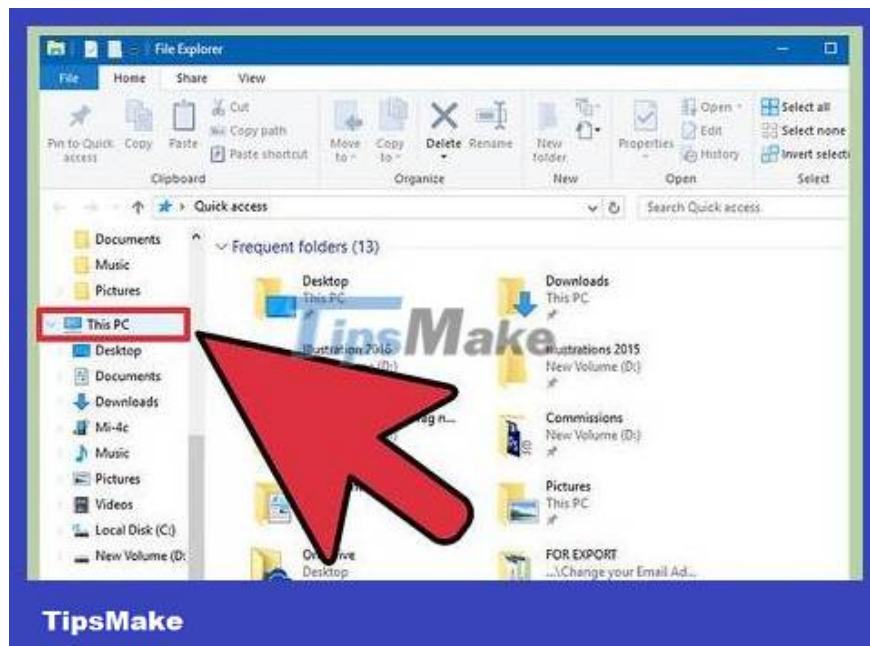 File Explorer
File Home Share View
Pin to Quick access
Copy
Paste
Cut
Copy path
Paste shortcut
Move to
Copy to
Delete
Rename
New folder
Properties
Open
Edit
History
Select all
Select none
Invert selecti
Clipboard Organize New Open Select
Quick access
Search Quick access
Documents
Music
Pictures
This PC
Desktop
Documents
Downloads
Mi-4c
Music
Pictures
Videos
Local Disk (C:)
New Volume (D:
Frequent folders (13)
Desktop
This PC
Downloads
This PC
Illustration 2016
(D:)
Illustrations 2015
New Volume (D:)
Commissions
New Volume (D:)
Pictures
This PC
Desktop
FOR EXPORT
...\Change your Email Ad...
TipsMake
TipsMake